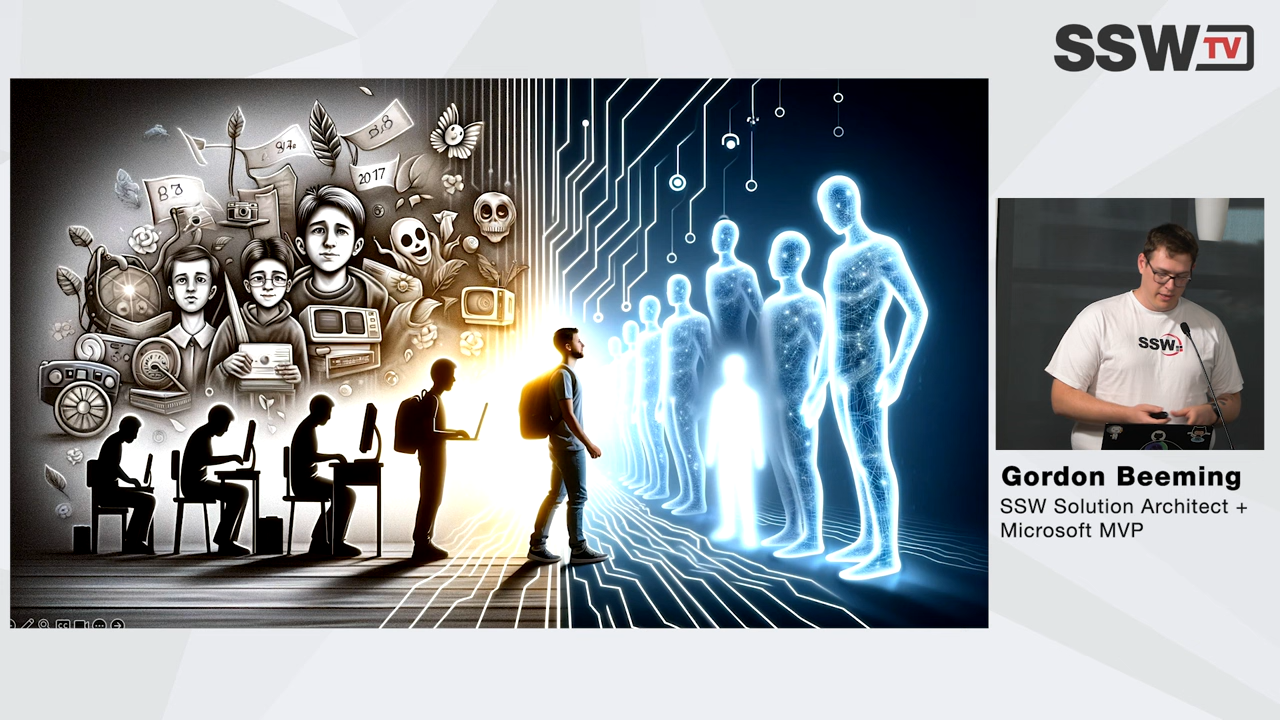 SSW TV
2017
SSW
Gordon Beeming
SSW Solution Architect +
Microsoft MVP